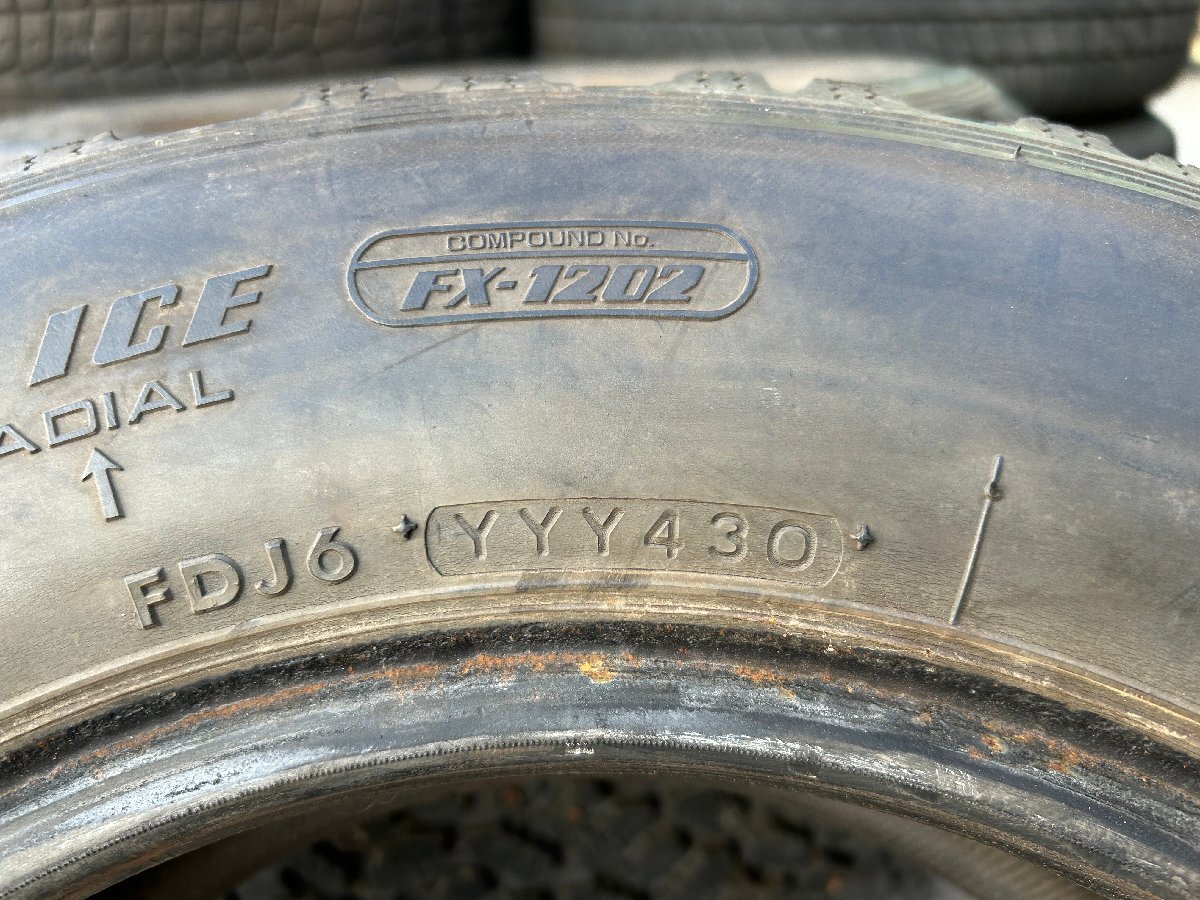 COMPOUND No.
FX-1202
ICE
ADIAL
FDJ6 YYY430